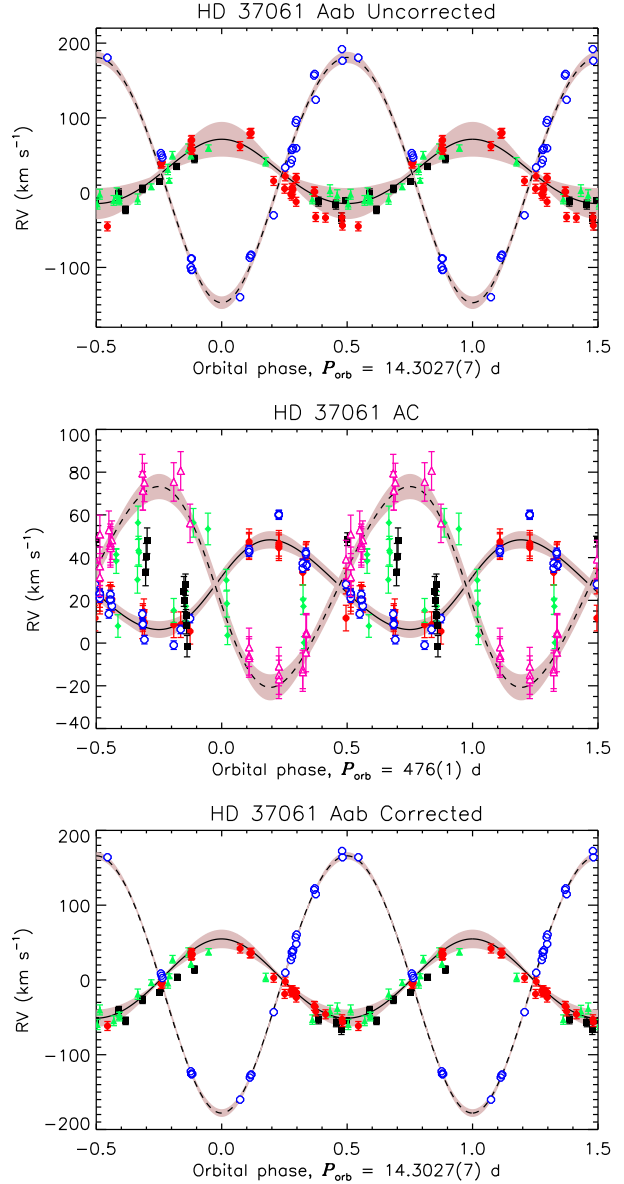 HD 37061 Aab Uncorrected
200
100
0
-100
RV (km s⁻¹)
-0.5 0.0 0.5 1.0 1.5
Orbital phase, P_orb = 14.3027(7) d
HD 37061 AC
100
80
60
40
20
0
-20
-40
RV (km s⁻¹)
-0.5 0.0 0.5 1.0 1.5
Orbital phase, P_orb = 476(1) d
HD 37061 Aab Corrected
200
100
0
-100
-200
RV (km s⁻¹)
-0.5 0.0 0.5 1.0 1.5
Orbital phase, P_orb = 14.3027(7) d